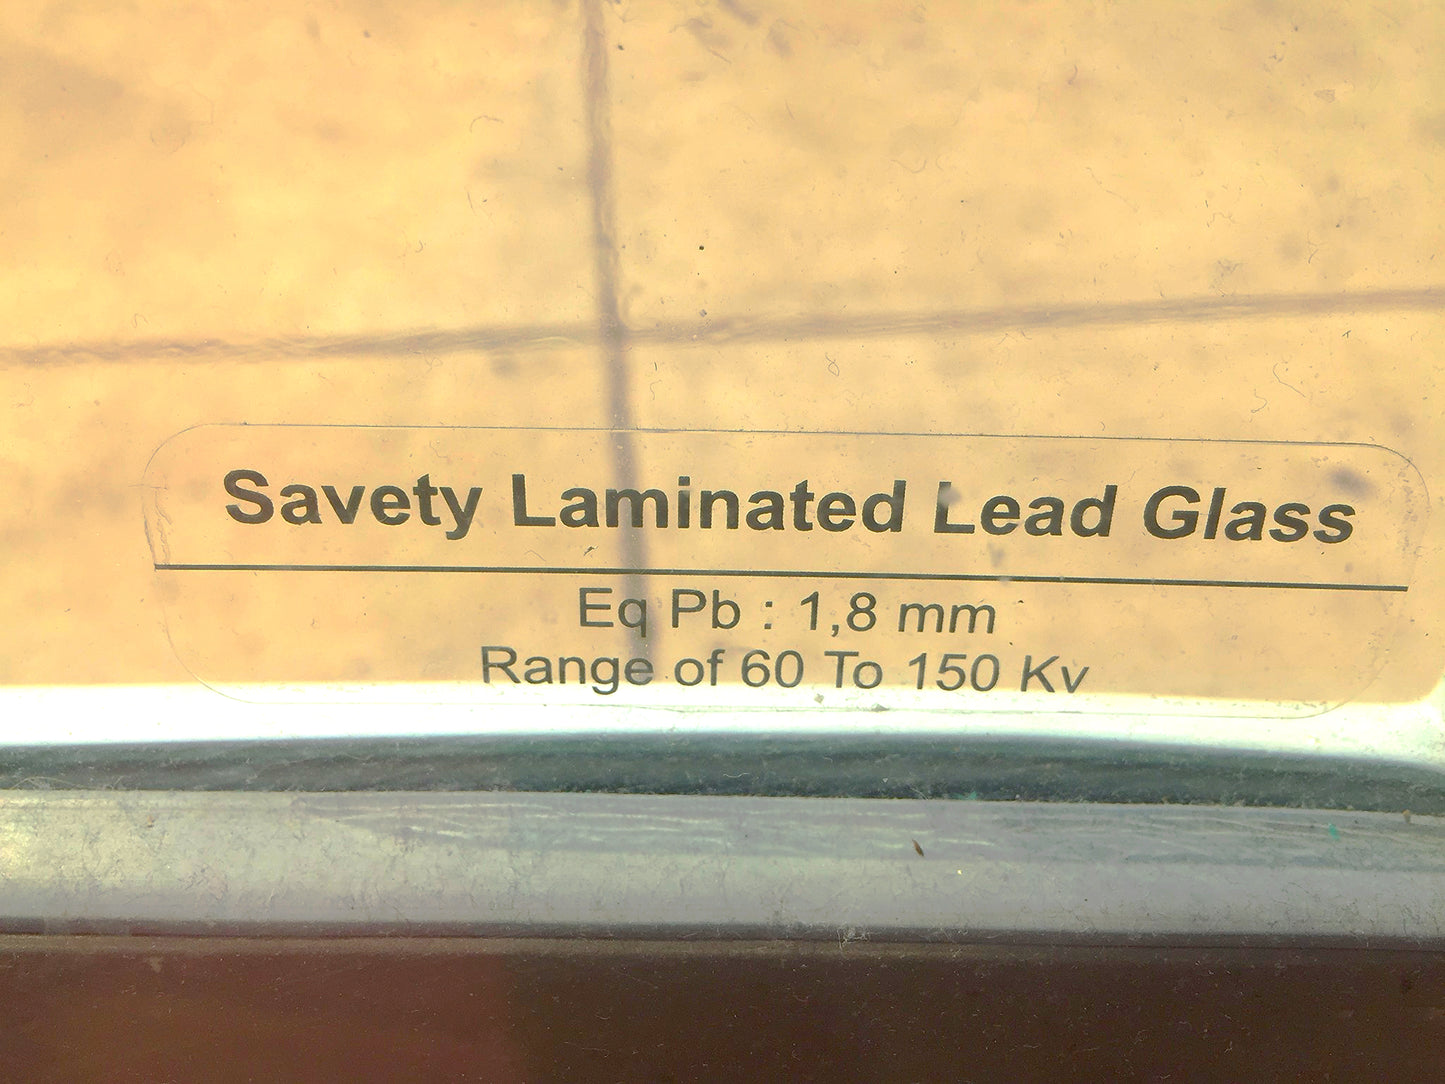 Savety Laminated Lead Glass
Eq Pb : 1,8 mm
Range of 60 To 150 Kv